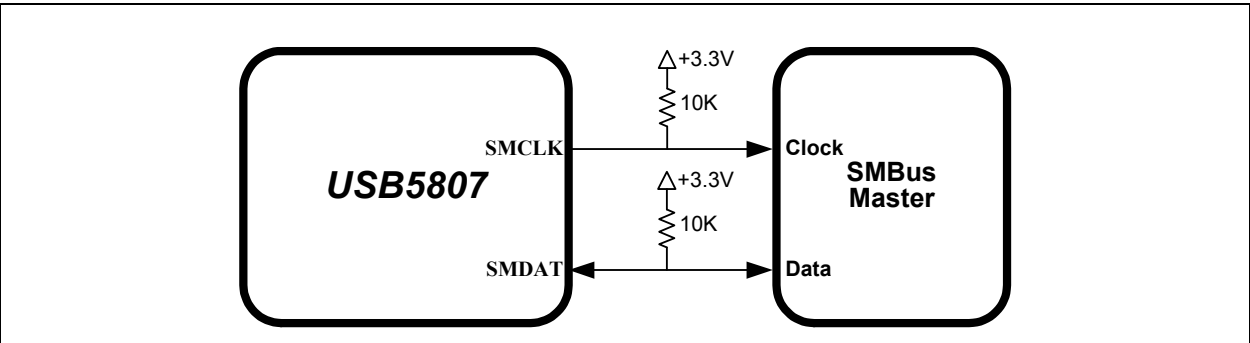 +3.3V
10K
SMCLK
Clock
USB5807
SMBus
Master
+3.3V
10K
SMDAT
Data